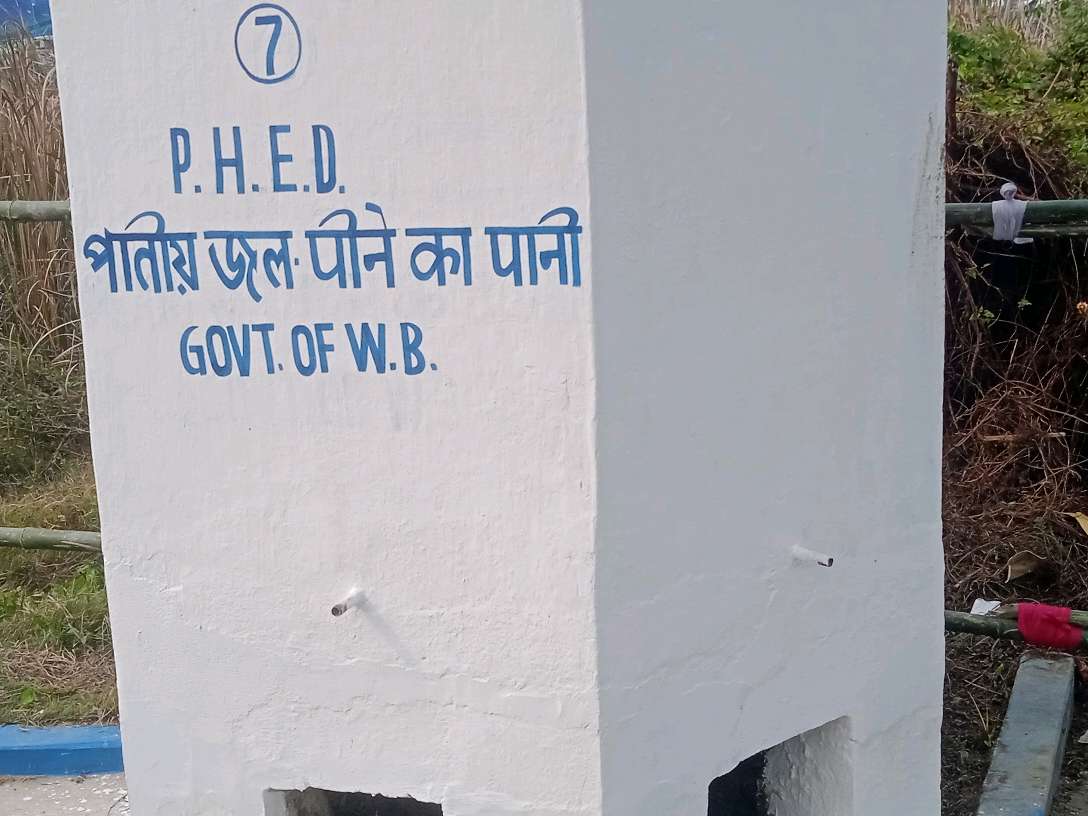 7
P.H.E.D.
পানীয় জল· पीने का पानी
GOVT. OF W.B.